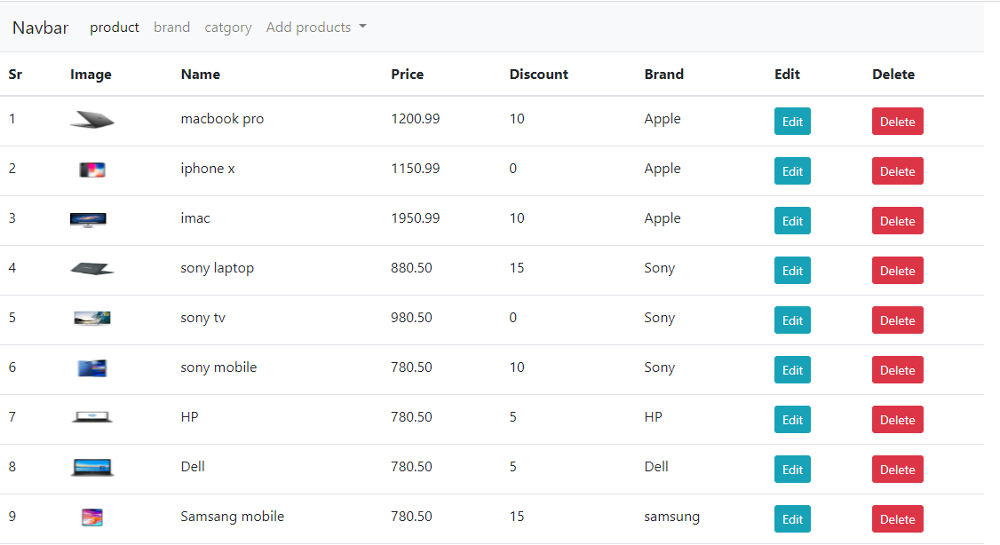 Navbar product brand catgory Add products
Sr Image Name Price Discount Brand Edit Delete
1 macbook pro 1200.99 10 Apple Edit Delete
2 iphone x 1150.99 0 Apple Edit Delete
3 imac 1950.99 10 Apple Edit Delete
4 sony laptop 880.50 15 Sony Edit Delete
5 sony tv 980.50 0 Sony Edit Delete
6 sony mobile 780.50 10 Sony Edit Delete
7 HP 780.50 5 HP Edit Delete
8 Dell 780.50 5 Dell Edit Delete
9 Samsang mobile 780.50 15 samsung Edit Delete